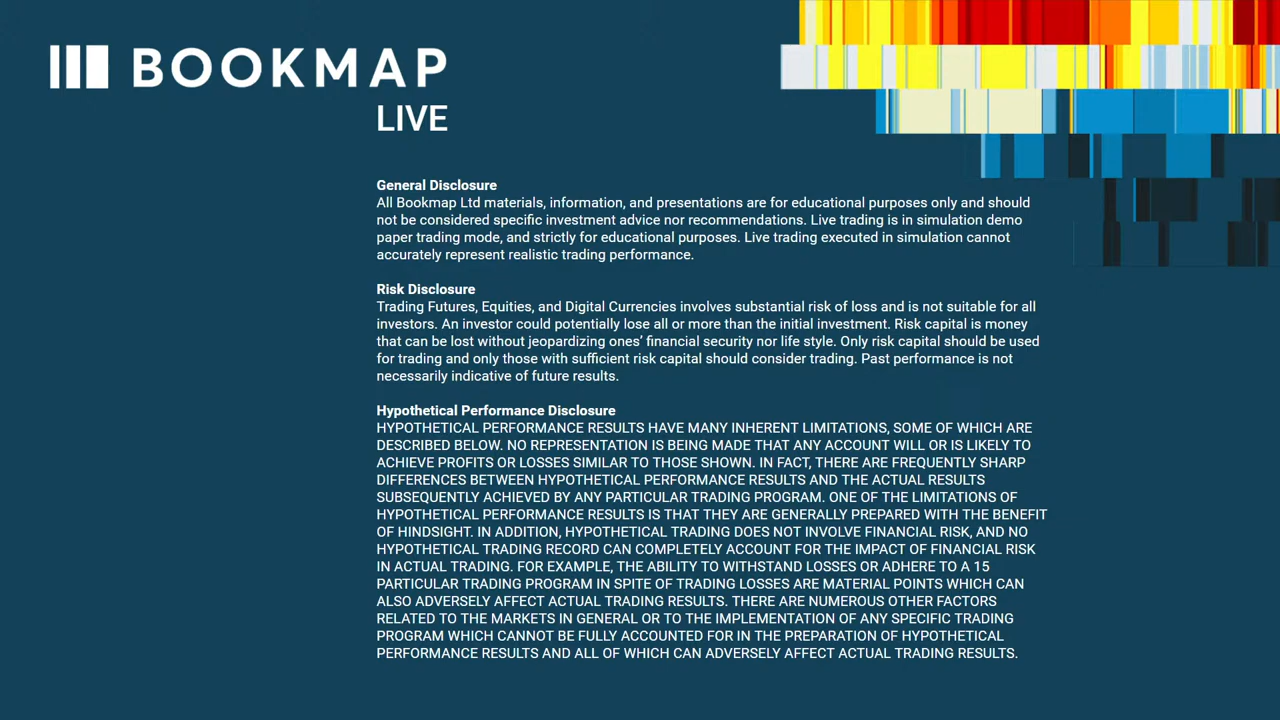 BOOKMAP
LIVE
General Disclosure
All Bookmap Ltd materials, information, and presentations are for educational purposes only and should
not be considered specific investment advice nor recommendations. Live trading is in simulation demo
paper trading mode, and strictly for educational purposes. Live trading executed in simulation cannot
accurately represent realistic trading performance.
Risk Disclosure
Trading Futures, Equities, and Digital Currencies involves substantial risk of loss and is not suitable for all
investors. An investor could potentially lose all or more than the initial investment. Risk capital is money
that can be lost without jeopardizing ones’ financial security nor life style. Only risk capital should be used
for trading and only those with sufficient risk capital should consider trading. Past performance is not
necessarily indicative of future results.
Hypothetical Performance Disclosure
HYPOTHETICAL PERFORMANCE RESULTS HAVE MANY INHERENT LIMITATIONS, SOME OF WHICH ARE
DESCRIBED BELOW. NO REPRESENTATION IS BEING MADE THAT ANY ACCOUNT WILL OR IS LIKELY TO
ACHIEVE PROFITS OR LOSSES SIMILAR TO THOSE SHOWN. IN FACT, THERE ARE FREQUENTLY SHARP
DIFFERENCES BETWEEN HYPOTHETICAL PERFORMANCE RESULTS AND THE ACTUAL RESULTS
SUBSEQUENTLY ACHIEVED BY ANY PARTICULAR TRADING PROGRAM. ONE OF THE LIMITATIONS OF
HYPOTHETICAL PERFORMANCE RESULTS IS THAT THEY ARE GENERALLY PREPARED WITH THE BENEFIT
OF HINDSIGHT. IN ADDITION, HYPOTHETICAL TRADING DOES NOT INVOLVE FINANCIAL RISK, AND NO
HYPOTHETICAL TRADING RECORD CAN COMPLETELY ACCOUNT FOR THE IMPACT OF FINANCIAL RISK
IN ACTUAL TRADING. FOR EXAMPLE, THE ABILITY TO WITHSTAND LOSSES OR ADHERE TO A 15
PARTICULAR TRADING PROGRAM IN SPITE OF TRADING LOSSES ARE MATERIAL POINTS WHICH CAN
ALSO ADVERSELY AFFECT ACTUAL TRADING RESULTS. THERE ARE NUMEROUS OTHER FACTORS
RELATED TO THE MARKETS IN GENERAL OR TO THE IMPLEMENTATION OF ANY SPECIFIC TRADING
PROGRAM WHICH CANNOT BE FULLY ACCOUNTED FOR IN THE PREPARATION OF HYPOTHETICAL
PERFORMANCE RESULTS AND ALL OF WHICH CAN ADVERSELY AFFECT ACTUAL TRADING RESULTS.